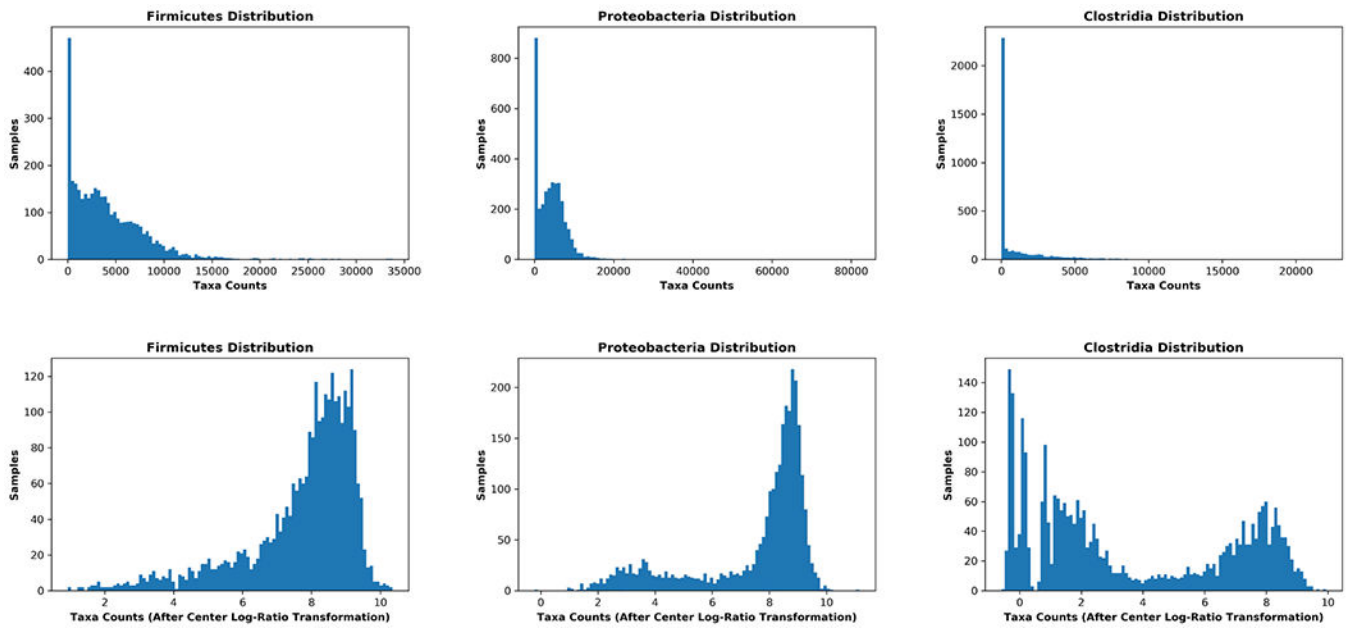 Firmicutes Distribution
400
300
200
100
0
Samples
0 5000 10000 15000 20000 25000 30000 35000
Taxa Counts
Proteobacteria Distribution
800
600
400
200
0
Samples
0 20000 40000 60000 80000
Taxa Counts
Clostridia Distribution
2000
1500
1000
500
0
Samples
0 5000 10000 15000 20000
Taxa Counts
Firmicutes Distribution
120
100
80
60
40
20
0
Samples
2 4 6 8 10
Taxa Counts (After Center Log-Ratio Transformation)
Proteobacteria Distribution
200
150
100
50
0
Samples
0 2 4 6 8 10
Taxa Counts (After Center Log-Ratio Transformation)
Clostridia Distribution
140
120
100
80
60
40
20
0
Samples
0 2 4 6 8 10
Taxa Counts (After Center Log-Ratio Transformation)